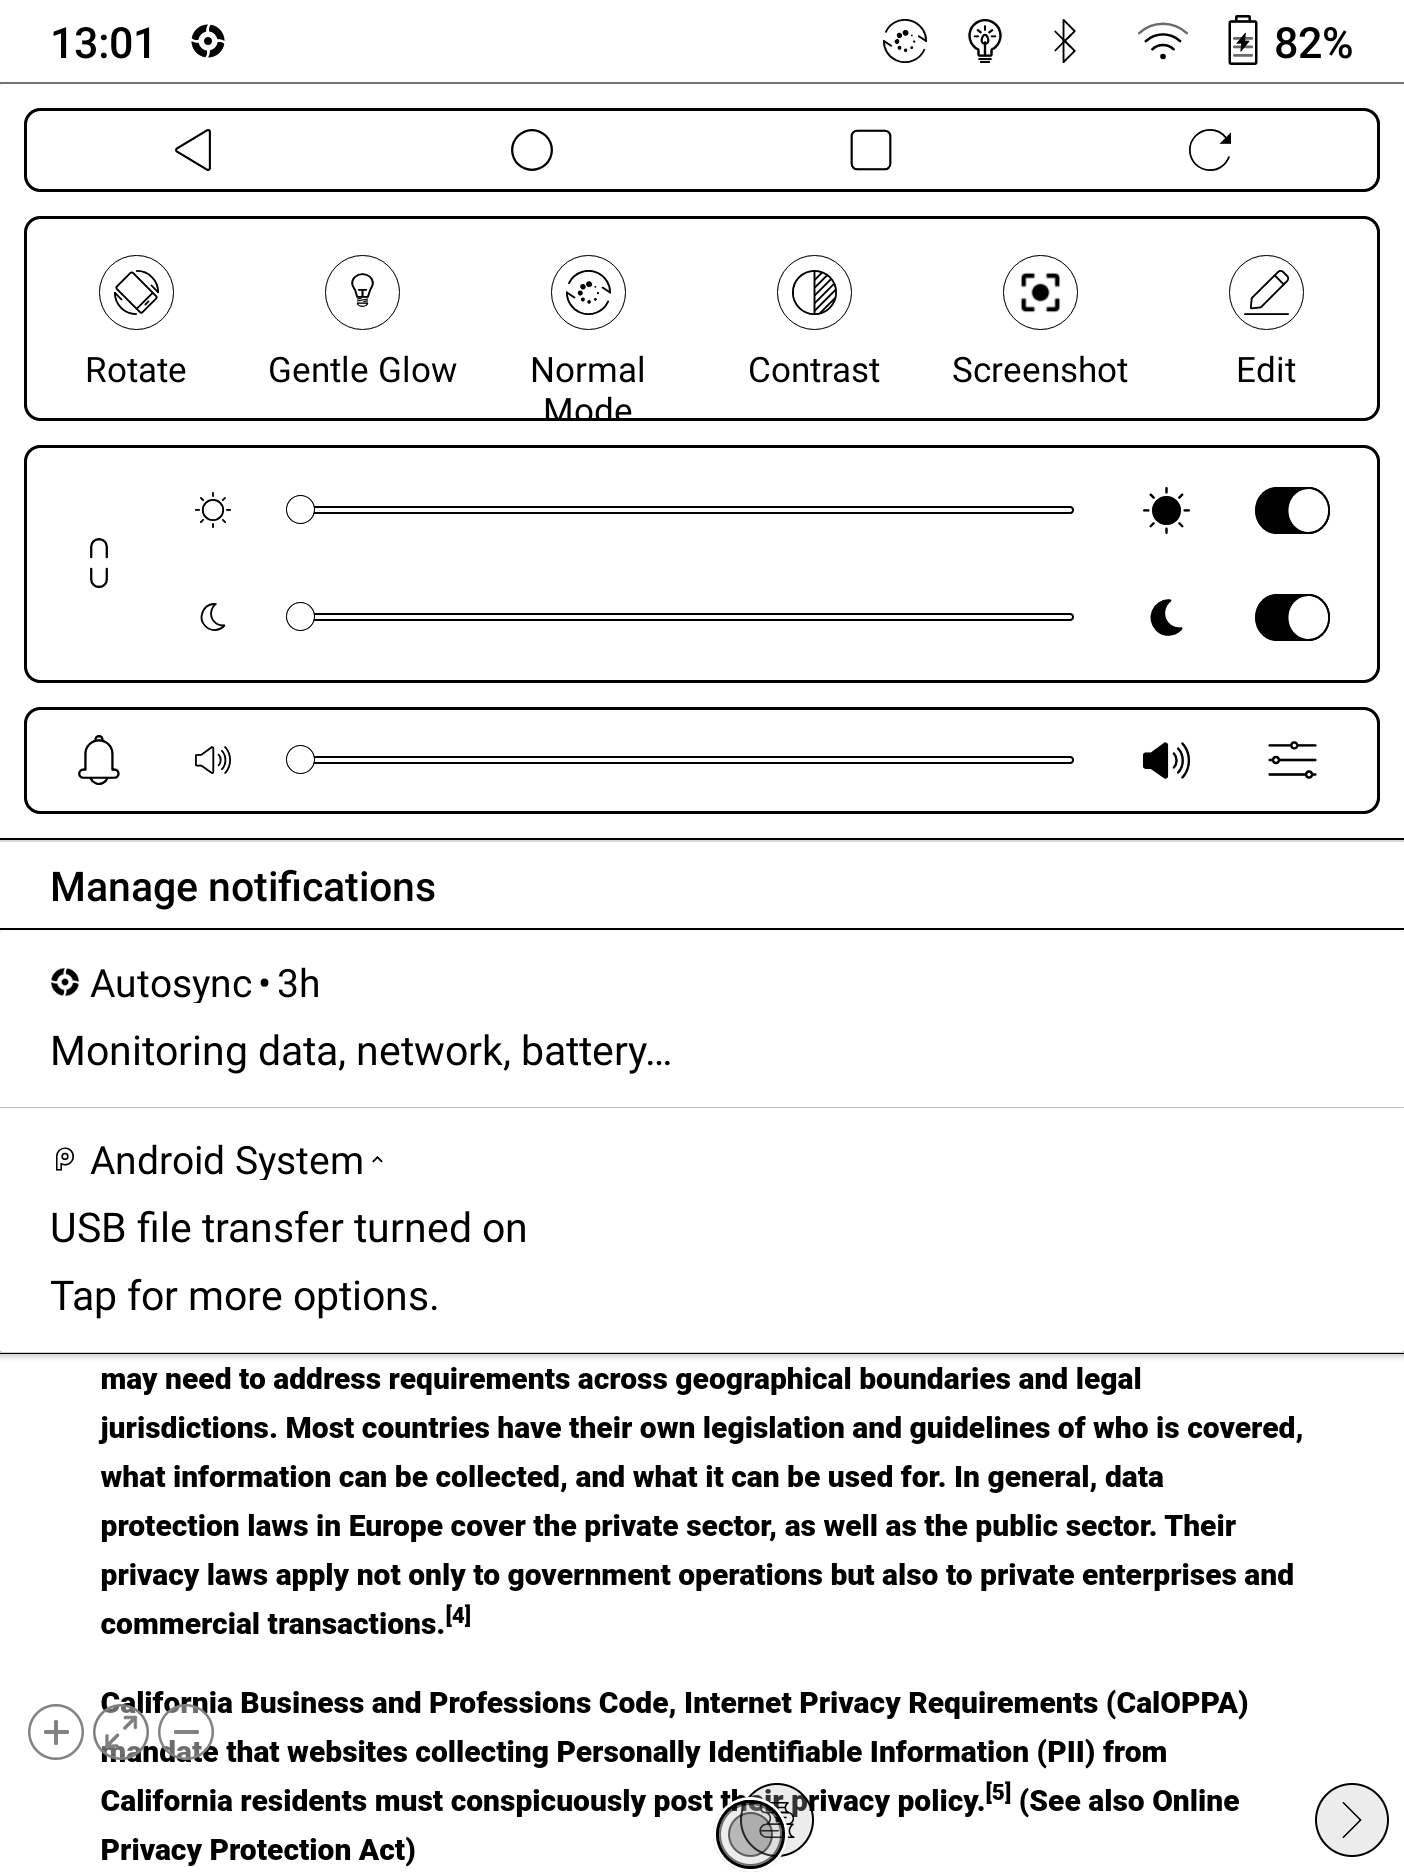 13:01
82%
Rotate
Gentle Glow
Normal
Mode
Contrast
Screenshot
Edit
Manage notifications
Autosync • 3h
Monitoring data, network, battery...
Android System
USB file transfer turned on
Tap for more options.
may need to address requirements across geographical boundaries and legal
jurisdictions. Most countries have their own legislation and guidelines of who is covered,
what information can be collected, and what it can be used for. In general, data
protection laws in Europe cover the private sector, as well as the public sector. Their
privacy laws apply not only to government operations but also to private enterprises and
commercial transactions.[4]
California Business and Professions Code, Internet Privacy Requirements (CalOPPA)
mandate that websites collecting Personally Identifiable Information (PII) from
California residents must conspicuously post their privacy policy.[5] (See also Online
Privacy Protection Act)